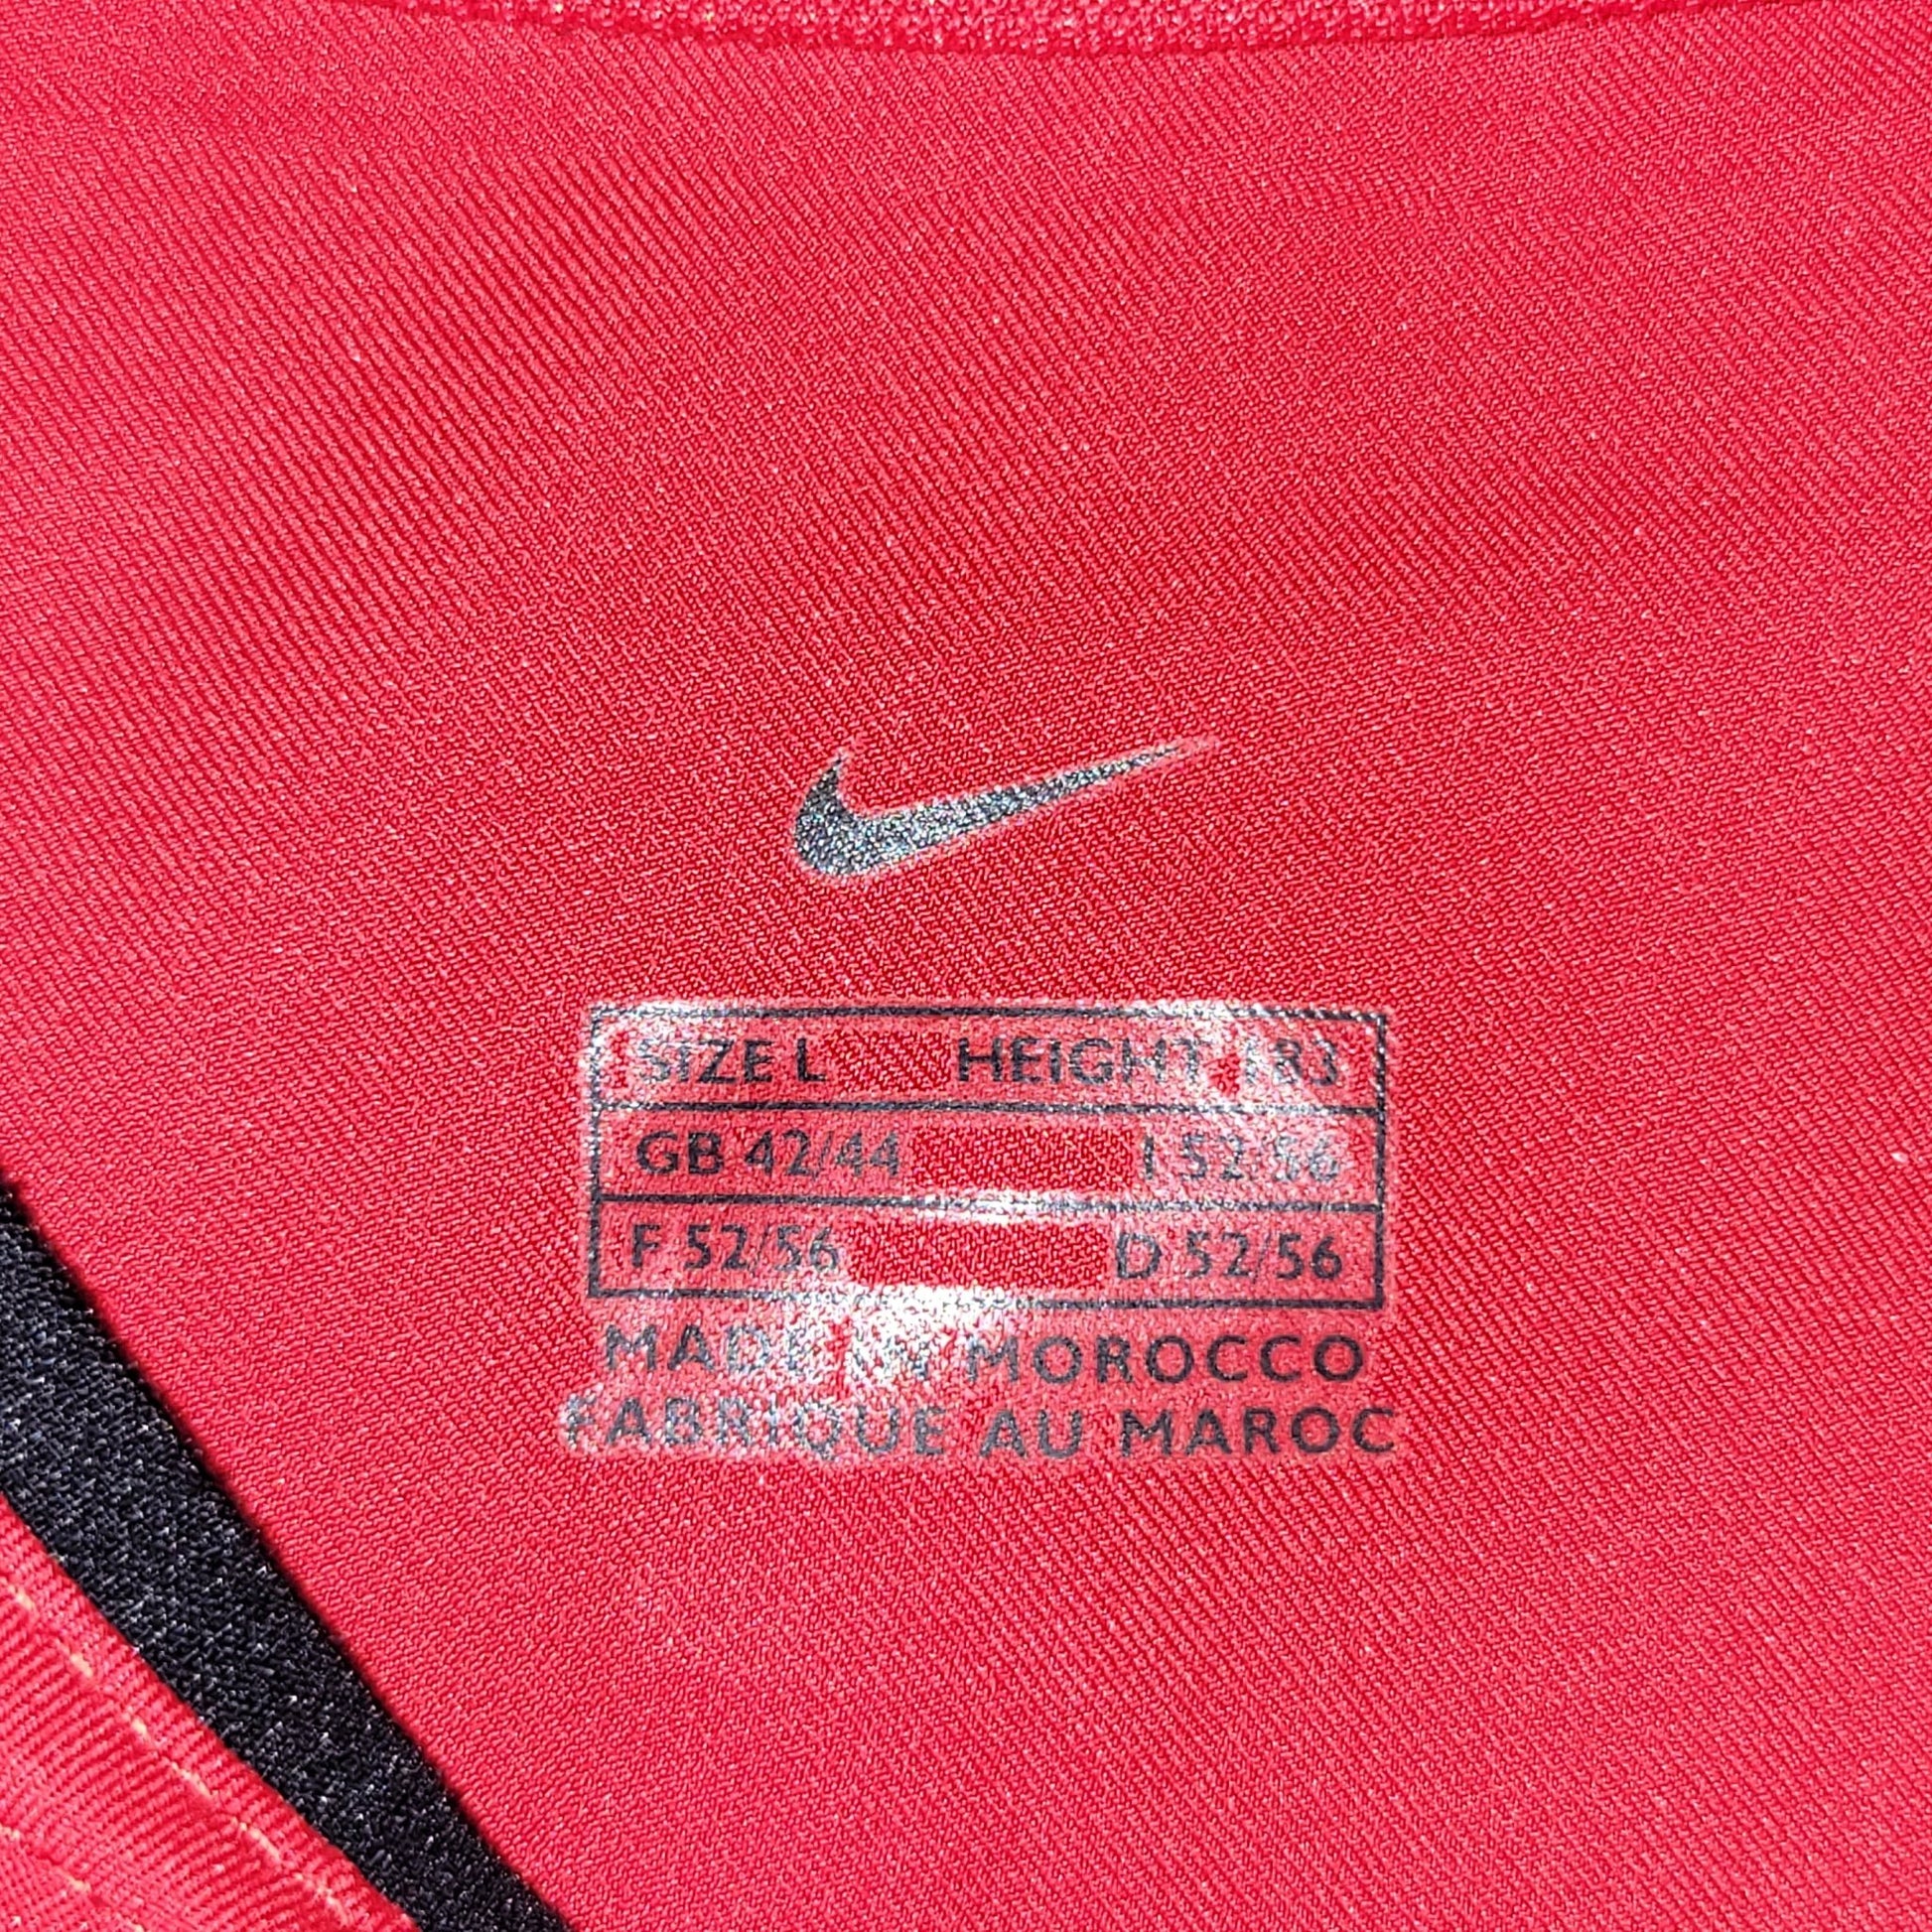 SIZE L HEIGHT 183
GB 42/44 I 52/56
F 52/56 D 52/56
MADE IN MOROCCO
FABRIQUE AU MAROC